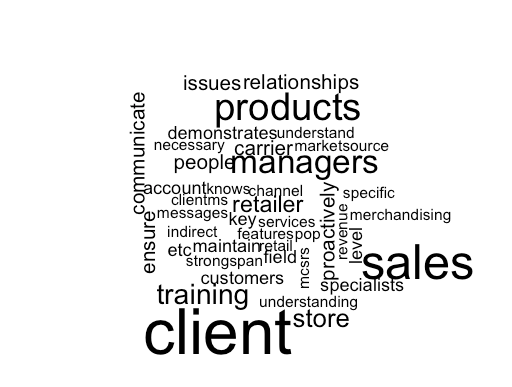 issues relationships
products
communicate
demonstrates understand
necessary carrier marketsource
people managers
account knows channel specific
clientms retailer
messages key services merchandising
ensure
indirect features pop
proactively
revenue
level
etc maintain retail
strongspan field
mcsrs
sales
customers specialists
training understanding
client store